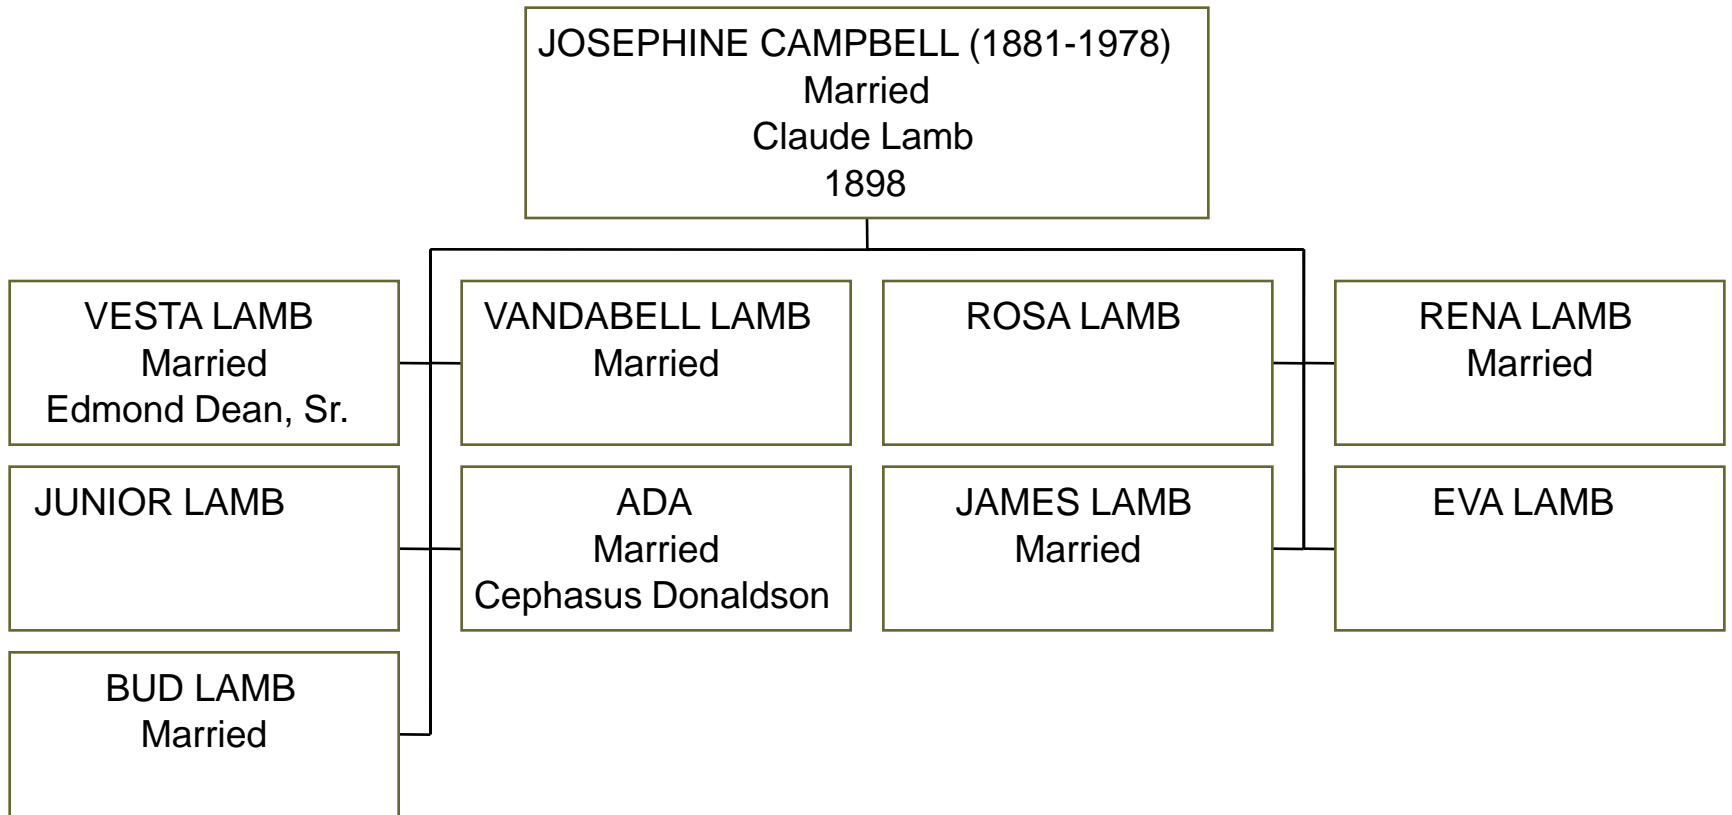 JOSEPHINE CAMPBELL (1881-1978)
Married
Claude Lamb
1898
VESTA LAMB
Married
Edmond Dean, Sr.
VANDABELL LAMB
Married
ROSA LAMB
RENA LAMB
Married
JUNIOR LAMB
ADA
Married
Cephasus Donaldson
JAMES LAMB
Married
EVA LAMB
BUD LAMB
Married